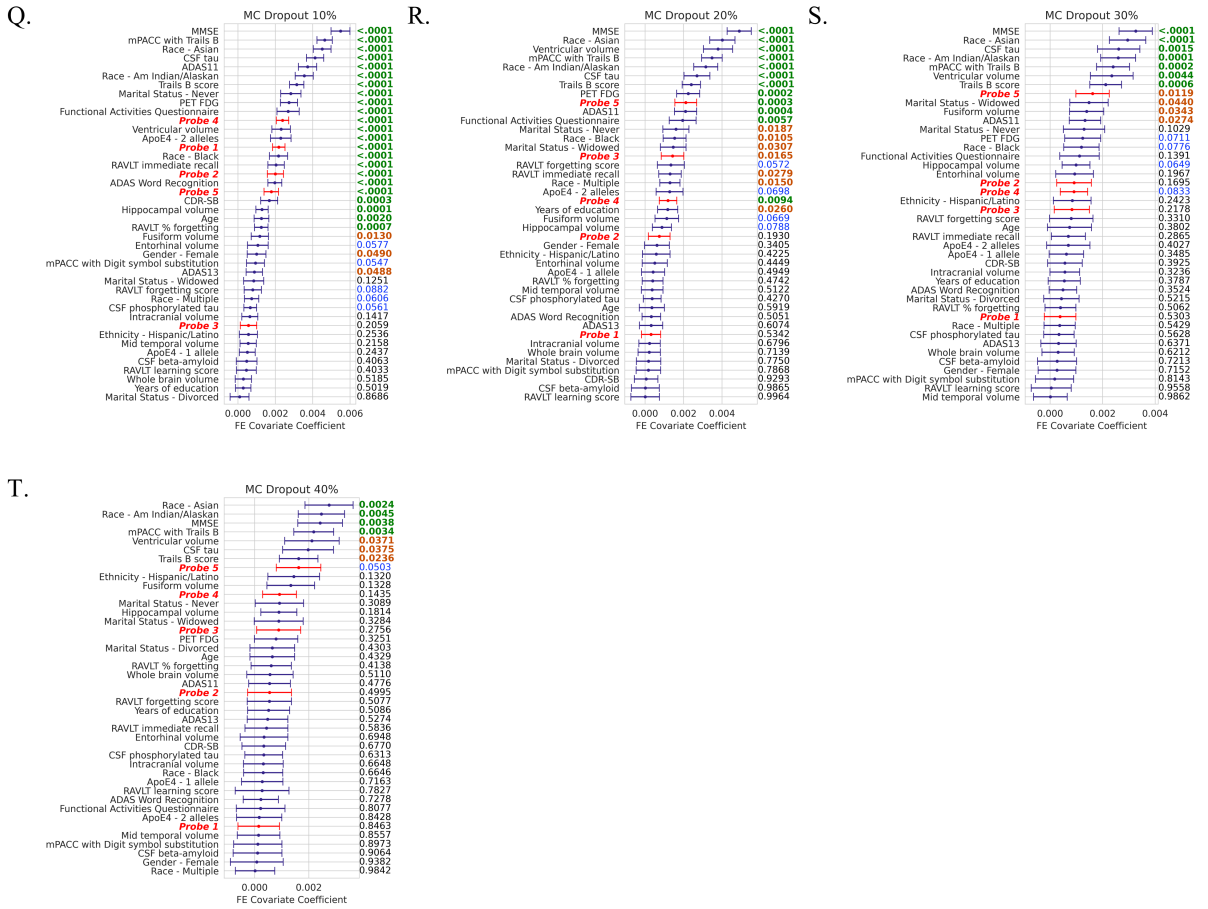 Q.
MC Dropout 10%
MMSE <.0001
mPACC with Trails B <.0001
Race - Asian <.0001
CSF tau <.0001
ADAS11 <.0001
Race - Am Indian/Alaskan <.0001
Trails B score <.0001
Marital Status - Never <.0001
PET FDG <.0001
Functional Activities Questionnaire <.0001
Probe 4 <.0001
Ventricular volume <.0001
ApoE4 - 2 alleles <.0001
Probe 1 <.0001
Race - Black <.0001
RAVLT immediate recall <.0001
Probe 2 <.0001
ADAS Word Recognition <.0001
Probe 5 <.0001
CDR-SB 0.0003
Hippocampal volume 0.0001
Age 0.0020
RAVLT % forgetting 0.0007
Fusiform volume 0.0130
Entorhinal volume 0.0577
Gender - Female 0.0490
mPACC with Digit symbol substitution 0.0547
ADAS13 0.0488
Marital Status - Widowed 0.1251
RAVLT forgetting score 0.0882
Race - Multiple 0.0606
CSF phosphorylated tau 0.0561
Intracranial volume 0.1417
Probe 3 0.2059
Ethnicity - Hispanic/Latino 0.2536
Mid temporal volume 0.2158
ApoE4 - 1 allele 0.2437
CSF beta-amyloid 0.4063
RAVLT learning score 0.4033
Whole brain volume 0.5185
Years of education 0.5019
Marital Status - Divorced 0.8686
0.000 0.002 0.004 0.006
FE Covariate Coefficient
R.
MC Dropout 20%
MMSE <.0001
Race - Asian <.0001
Ventricular volume <.0001
mPACC with Trails B <.0001
Race - Am Indian/Alaskan <.0001
CSF tau <.0001
Trails B score <.0001
PET FDG 0.0002
Probe 5 0.0003
ADAS11 0.0004
Functional Activities Questionnaire 0.0057
Marital Status - Never 0.0187
Race - Black 0.0105
Marital Status - Widowed 0.0307
Probe 3 0.0165
RAVLT forgetting score 0.0572
RAVLT immediate recall 0.0279
Race - Multiple 0.0150
ApoE4 - 2 alleles 0.0698
Probe 4 0.0094
Years of education 0.0260
Fusiform volume 0.0669
Hippocampal volume 0.0788
Probe 2 0.1930
Gender - Female 0.3405
Ethnicity - Hispanic/Latino 0.4225
Entorhinal volume 0.4449
ApoE4 - 1 allele 0.4949
RAVLT % forgetting 0.4742
Mid temporal volume 0.5122
CSF phosphorylated tau 0.4270
Age 0.5919
ADAS Word Recognition 0.5051
ADAS13 0.6074
Probe 1 0.5342
Intracranial volume 0.6796
Whole brain volume 0.7139
Marital Status - Divorced 0.7750
mPACC with Digit symbol substitution 0.7868
CDR-SB 0.9293
CSF beta-amyloid 0.9865
RAVLT learning score 0.9964
0.000 0.002 0.004
FE Covariate Coefficient
S.
MC Dropout 30%
MMSE <.0001
Race - Asian <.0001
CSF tau 0.0015
Race - Am Indian/Alaskan 0.0001
mPACC with Trails B 0.0002
Ventricular volume 0.0044
Trails B score 0.0006
Probe 5 0.0119
Marital Status - Widowed 0.0440
Fusiform volume 0.0343
ADAS11 0.0274
Marital Status - Never 0.1029
PET FDG 0.0711
Race - Black 0.0776
Functional Activities Questionnaire 0.1391
Hippocampal volume 0.0649
Entorhinal volume 0.1967
Probe 2 0.1695
Probe 4 0.0833
Ethnicity - Hispanic/Latino 0.2423
Probe 3 0.2178
RAVLT forgetting score 0.3310
Age 0.3802
RAVLT immediate recall 0.2865
ApoE4 - 2 alleles 0.4027
ApoE4 - 1 allele 0.3485
CDR-SB 0.3925
Intracranial volume 0.3236
Years of education 0.3787
ADAS Word Recognition 0.3524
Marital Status - Divorced 0.5215
RAVLT % forgetting 0.5062
Probe 1 0.5303
Race - Multiple 0.5429
CSF phosphorylated tau 0.5628
ADAS13 0.6371
Whole brain volume 0.6212
CSF beta-amyloid 0.7213
Gender - Female 0.7152
mPACC with Digit symbol substitution 0.8143
RAVLT learning score 0.9558
Mid temporal volume 0.9862
0.000 0.002 0.004
FE Covariate Coefficient
T.
MC Dropout 40%
Race - Asian 0.0024
Race - Am Indian/Alaskan 0.0045
MMSE 0.0038
mPACC with Trails B 0.0034
Ventricular volume 0.0371
CSF tau 0.0375
Trails B score 0.0236
Probe 5 0.0503
Ethnicity - Hispanic/Latino 0.1320
Fusiform volume 0.1328
Probe 4 0.1435
Marital Status - Never 0.3089
Hippocampal volume 0.1814
Marital Status - Widowed 0.3284
Probe 3 0.2756
PET FDG 0.3251
Marital Status - Divorced 0.4303
Age 0.4329
RAVLT % forgetting 0.4138
Whole brain volume 0.5110
ADAS11 0.4776
Probe 2 0.4995
RAVLT forgetting score 0.5077
Years of education 0.5086
ADAS13 0.5274
RAVLT immediate recall 0.5836
Entorhinal volume 0.6948
CDR-SB 0.6770
CSF phosphorylated tau 0.6313
Intracranial volume 0.6648
Race - Black 0.6646
ApoE4 - 1 allele 0.7163
RAVLT learning score 0.7827
ADAS Word Recognition 0.7278
Functional Activities Questionnaire 0.8077
ApoE4 - 2 alleles 0.8428
Probe 1 0.8463
Mid temporal volume 0.8557
mPACC with Digit symbol substitution 0.8973
CSF beta-amyloid 0.9064
Gender - Female 0.9382
Race - Multiple 0.9842
0.000 0.002
FE Covariate Coefficient